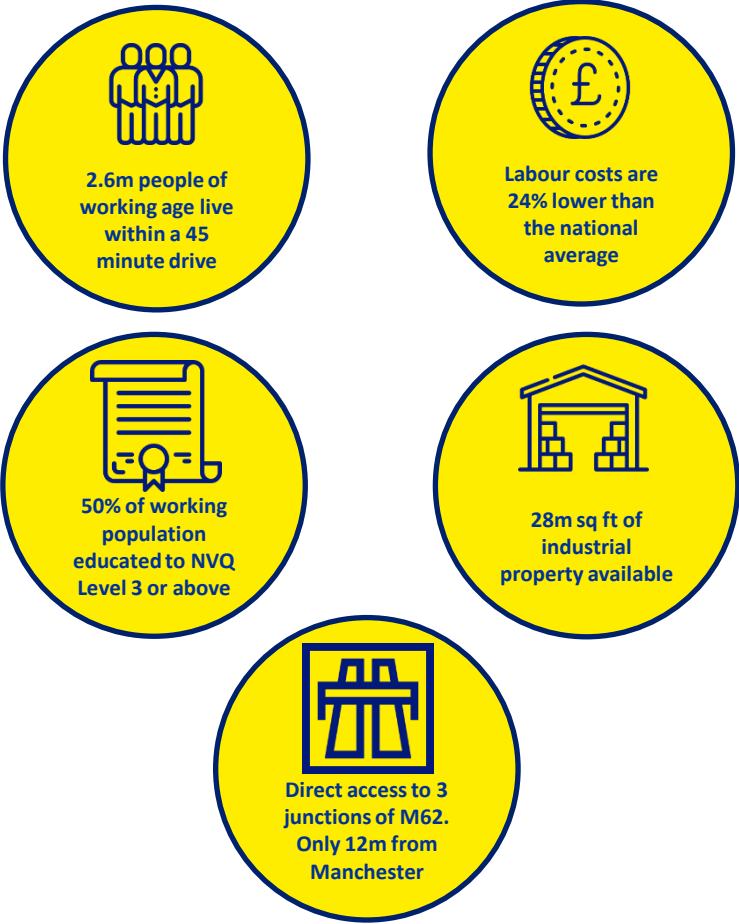 2.6m people of
working age live
within a 45
minute drive
£
Labour costs are
24% lower than
the national
average
50% of working
population
educated to NVQ
Level 3 or above
28m sq ft of
industrial
property available
Direct access to 3
junctions of M62.
Only 12m from
Manchester